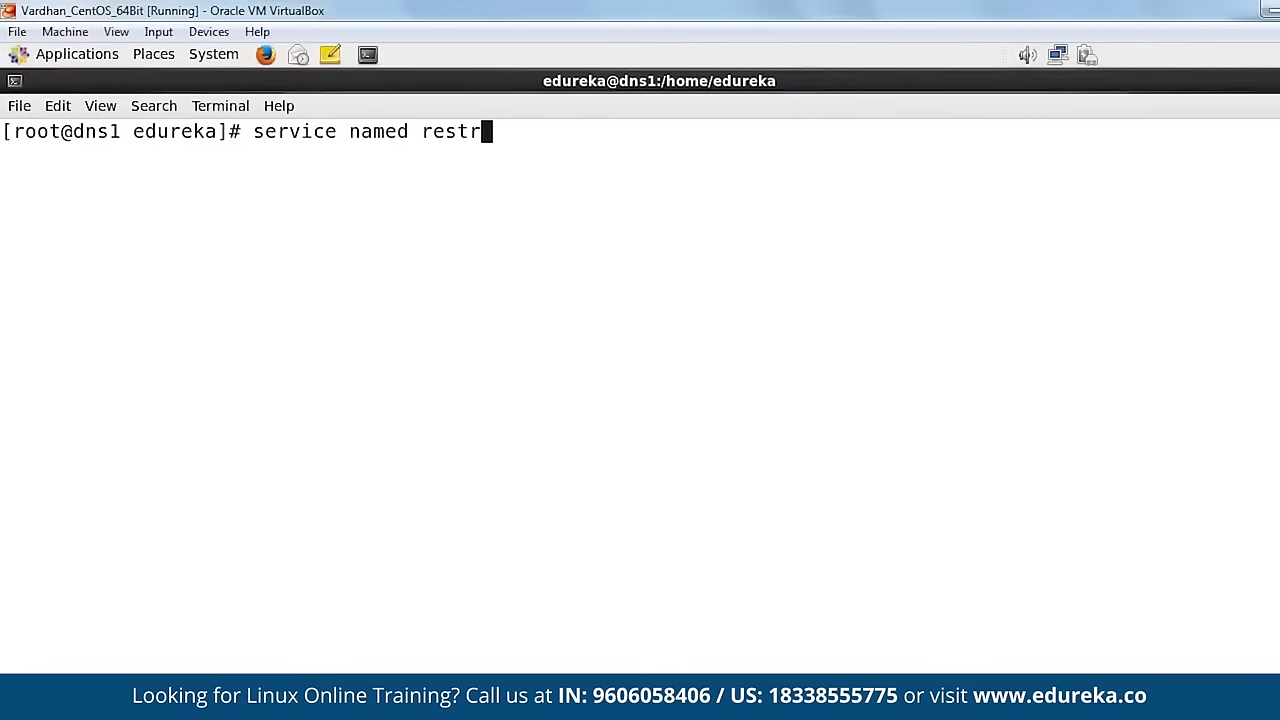 Vardhan_CentOS_64Bit [Running] - Oracle VM VirtualBox
File Machine View Input Devices Help
Applications Places System
edureka@dns1:/home/edureka
File Edit View Search Terminal Help
[root@dns1 edureka]# service named restr
Looking for Linux Online Training? Call us at IN: 9606058406 / US: 18338555775 or visit www.edureka.co